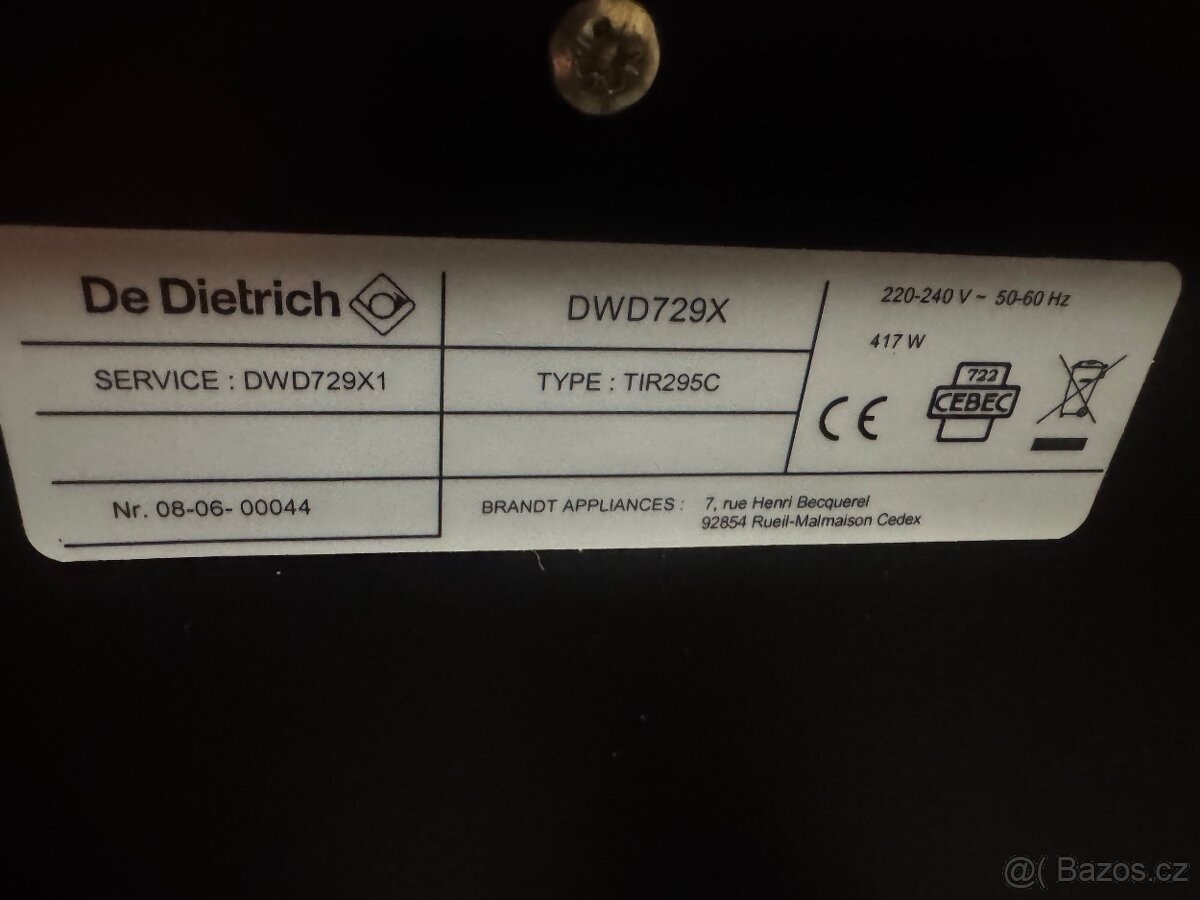 De Dietrich
DWD729X
220-240 V ~ 50-60 Hz
417 W
SERVICE : DWD729X1
TYPE : TIR295C
CE
722
CEBEC
Nr. 08-06- 00044
BRANDT APPLIANCES : 7, rue Henri Becquerel
92854 Rueil-Malmaison Cedex
@( Bazos.cz